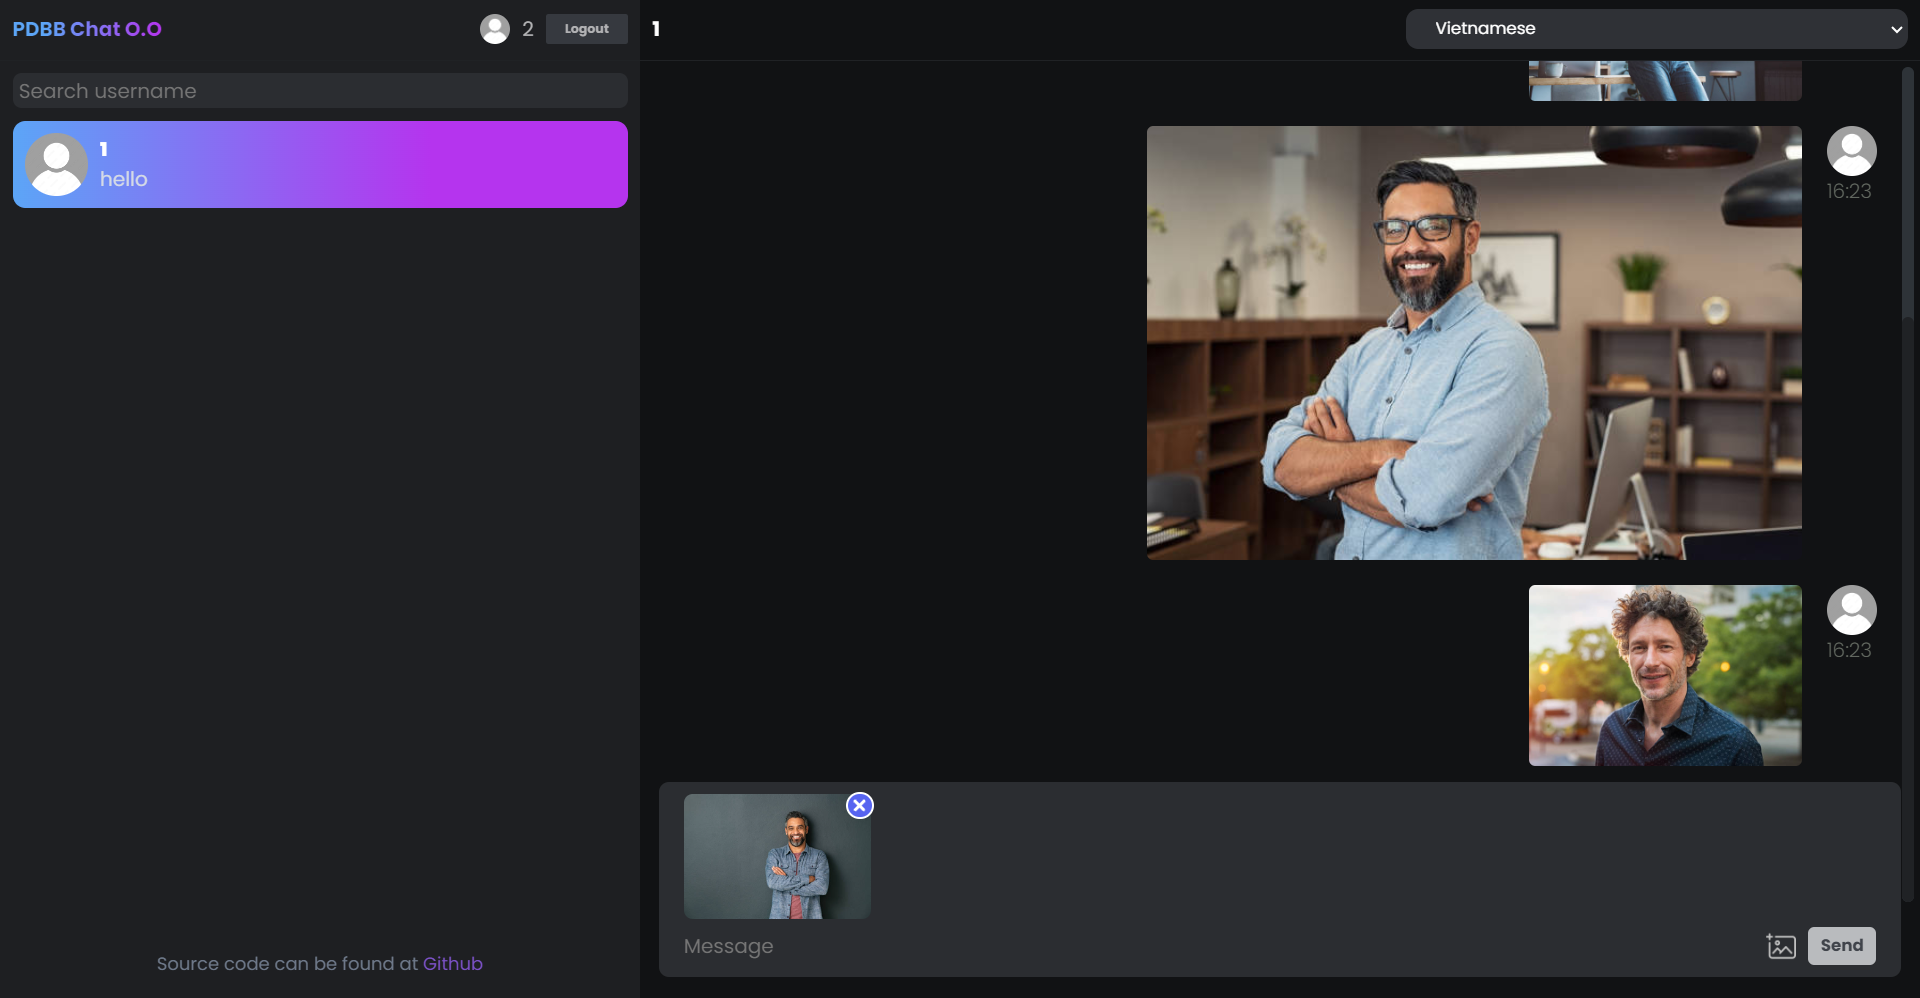 PDBB Chat O.O
2
Logout
Search username
1
hello
Source code can be found at Github
1
Vietnamese
16:23
16:23
Message
Send